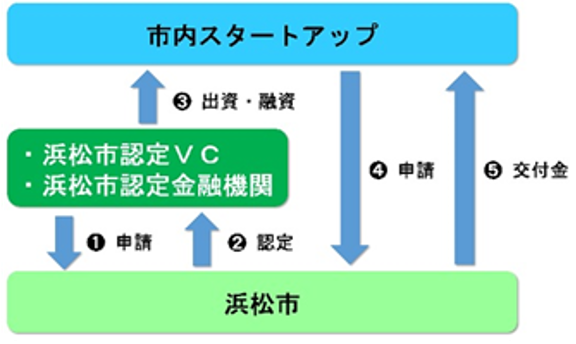 市内スタートアップ
❸ 出資・融資
・浜松市認定ＶＣ
・浜松市認定金融機関
❹ 申請
❺ 交付金
❶ 申請
❷ 認定
浜松市